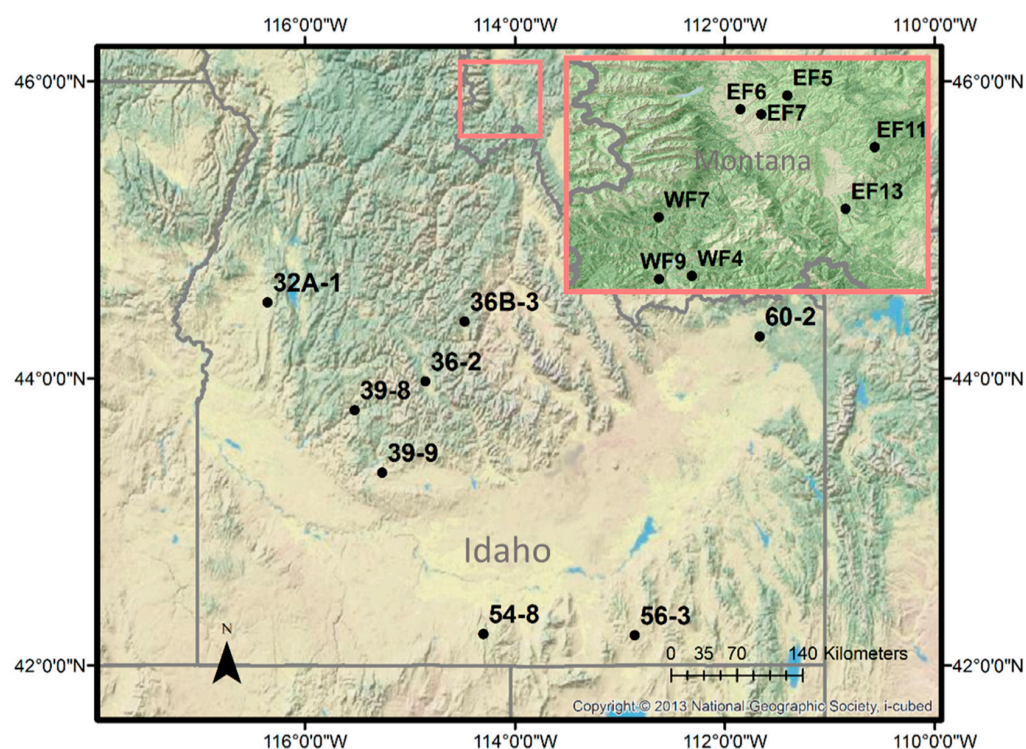 116°0'0"W 114°0'0"W 112°0'0"W 110°0'0"W
46°0'0"N 46°0'0"N
EF5
EF6
EF7
EF11
Montana
EF13
WF7
WF9 WF4
32A-1
36B-3
60-2
36-2
44°0'0"N 44°0'0"N
39-8
39-9
Idaho
54-8 56-3
N
0 35 70 140 Kilometers
42°0'0"N 42°0'0"N
Copyright:© 2013 National Geographic Society, i-cubed
116°0'0"W 114°0'0"W 112°0'0"W 110°0'0"W